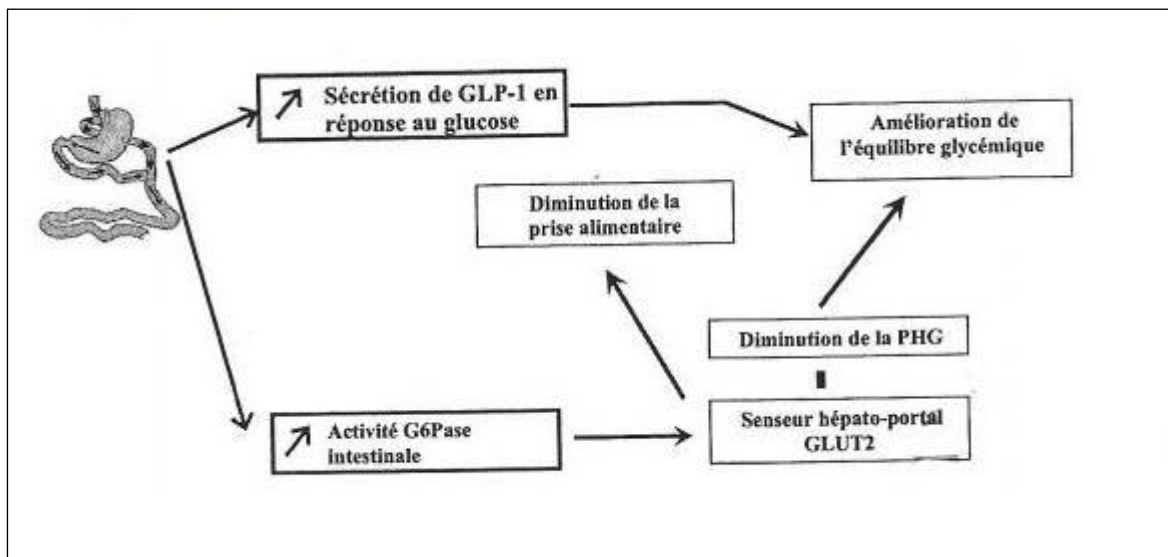 Sécrétion de GLP-1 en
réponse au glucose
Amélioration de
l'équilibre glycémique
Diminution de la
prise alimentaire
Diminution de la PHG
Senseur hépato-portal
GLUT2
Activité G6Pase
intestinale